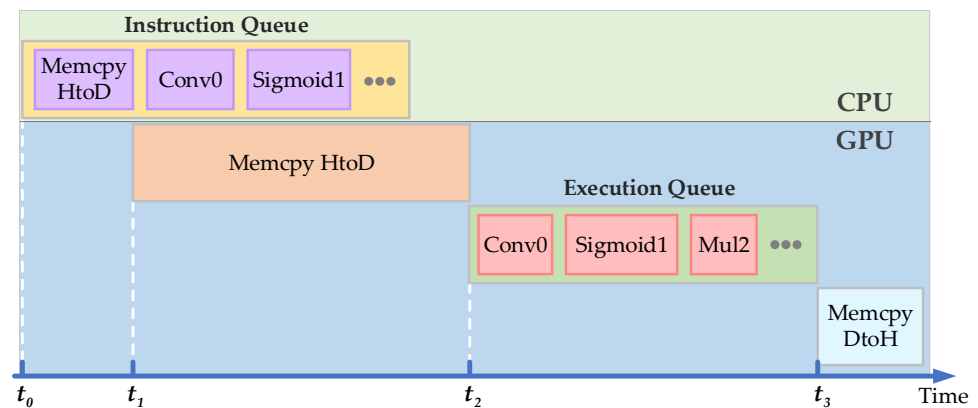 Instruction Queue
Memcpy
HtoD
Conv0
Sigmoid1
CPU
GPU
Memcpy HtoD
Execution Queue
Conv0
Sigmoid1
Mul2
Memcpy
DtoH
t0
t1
t2
t3
Time